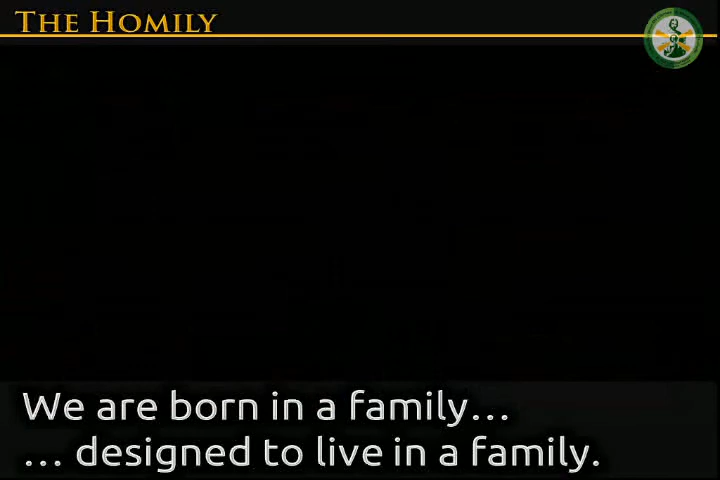 THE HOMILY
We are born in a family...
... designed to live in a family.